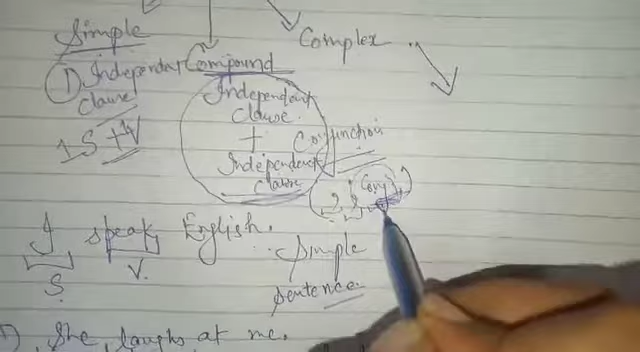 Simple
Complex
① Independent Compound
Clause
Independent
Clause
1 S + 1V
+ Conjunction
Independent
Clause
, ; Conj
I speak English.
S V.
Simple
sentence.
She laughs at me.